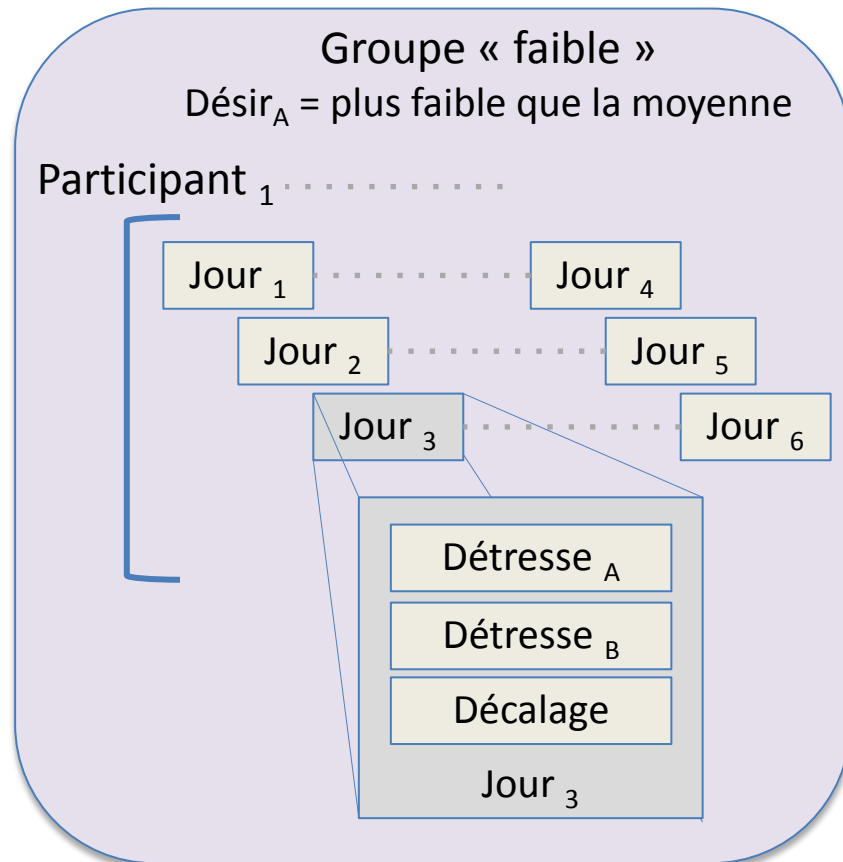 Groupe « faible »
Désir A = plus faible que la moyenne
Participant 1
Jour 1
Jour 4
Jour 2
Jour 5
Jour 3
Jour 6
Détresse A
Détresse B
Décalage
Jour 3